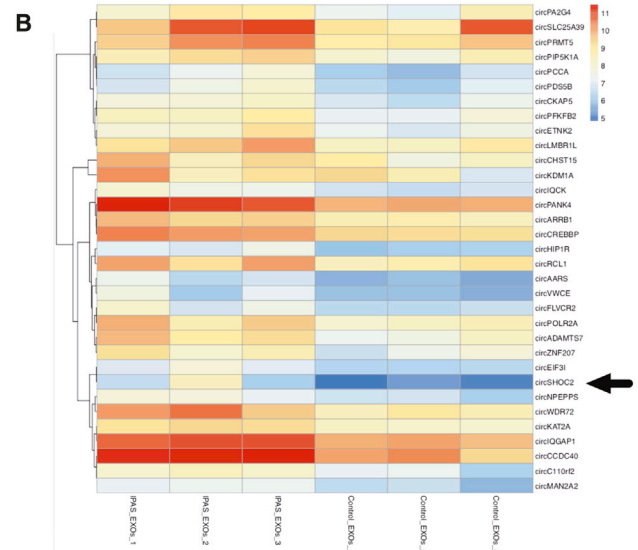 B
circPA2G4
circSLC25A39
circPRMT5
circPIP5K1A
circPCCA
circPDS5B
circCKAP5
circPFKFB2
circETNK2
circLMBR1L
circCHST15
circKDM1A
circIQCK
circPANK4
circARRB1
circCREBBP
circHIP1R
circRCL1
circAARS
circVWCE
circFLVCR2
circPOLR2A
circADAMTS7
circZNF207
circEIF3I
circSHOC2
circNPEPPS
circWDR72
circKAT2A
circIQGAP1
circCCDC40
circC11orf2
circMAN2A2
11
10
9
8
7
6
5
IPAS_EXOs_1
IPAS_EXOs_2
IPAS_EXOs_3
Control_EXOs_
Control_EXOs_
Control_EXOs_